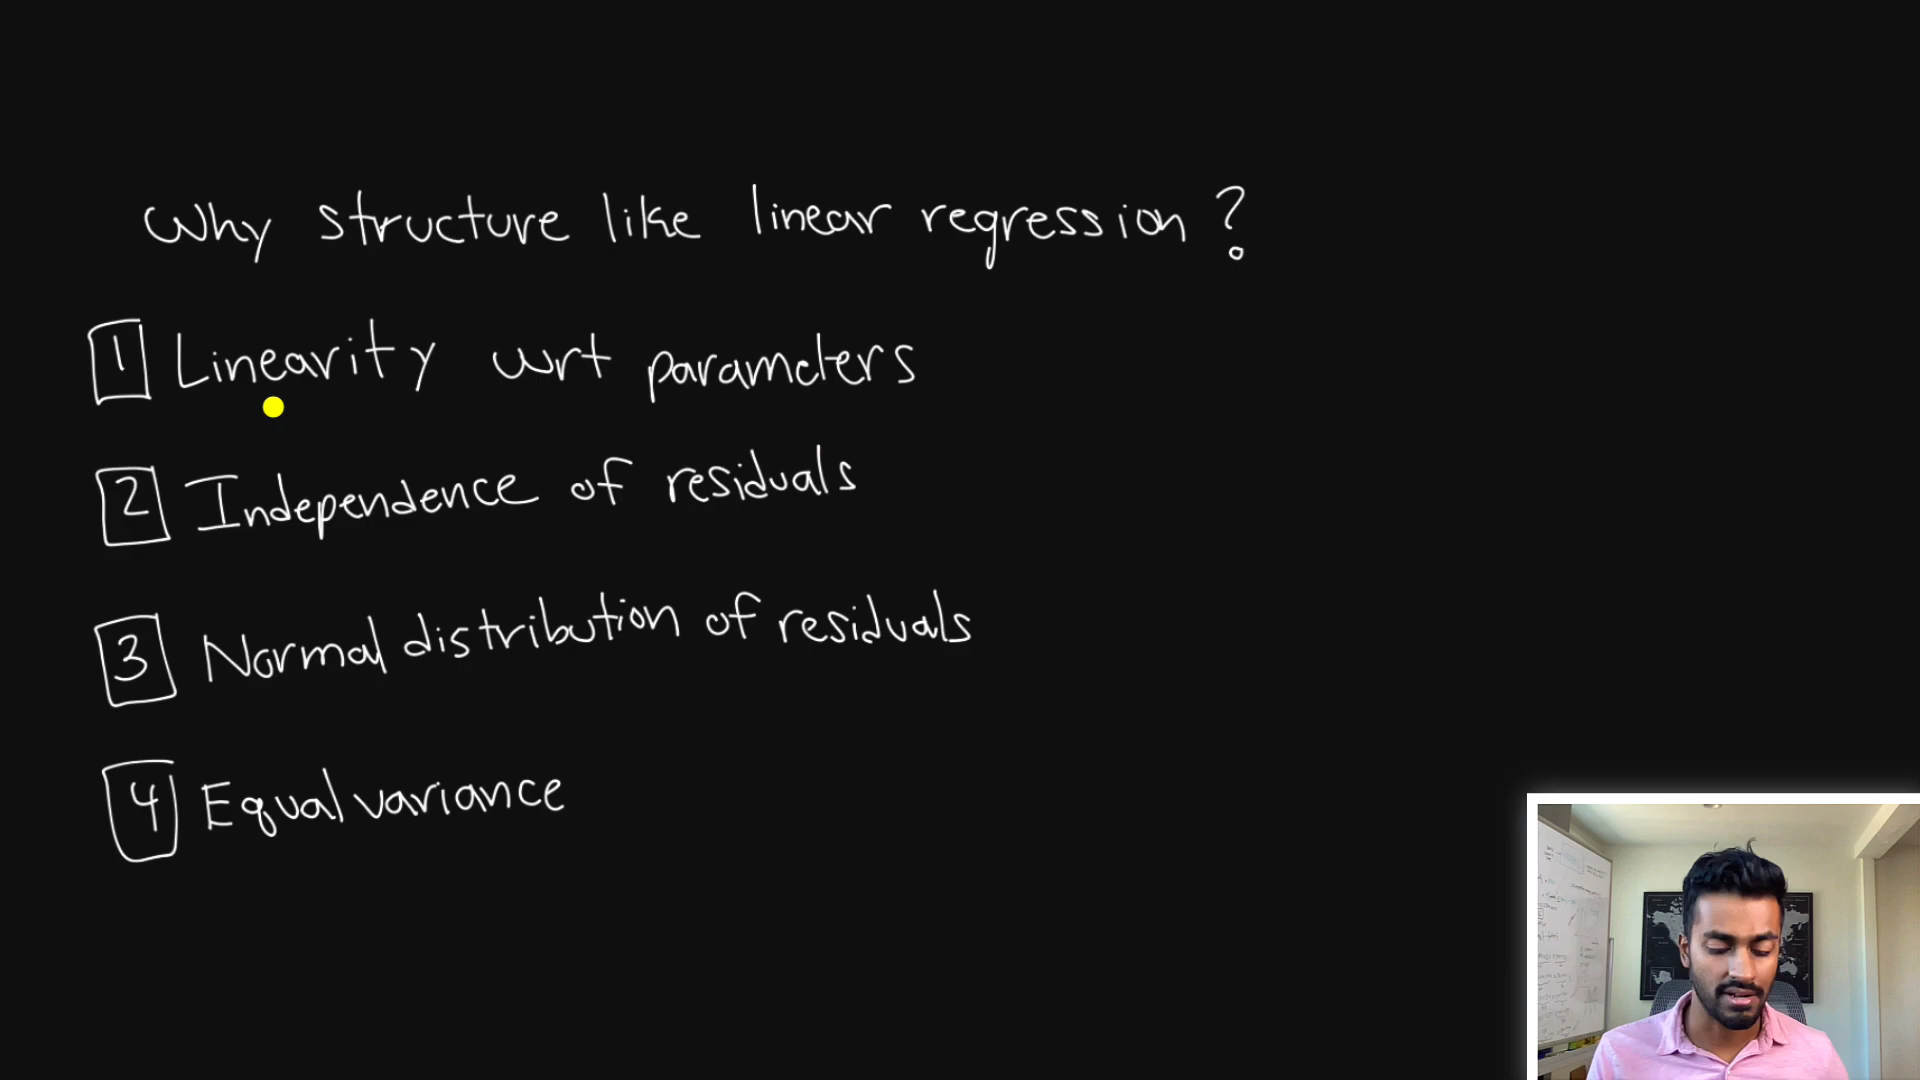 Why structure like linear regression?
1 Linearity wrt parameters
2 Independence of residuals
3 Normal distribution of residuals
4 Equal variance